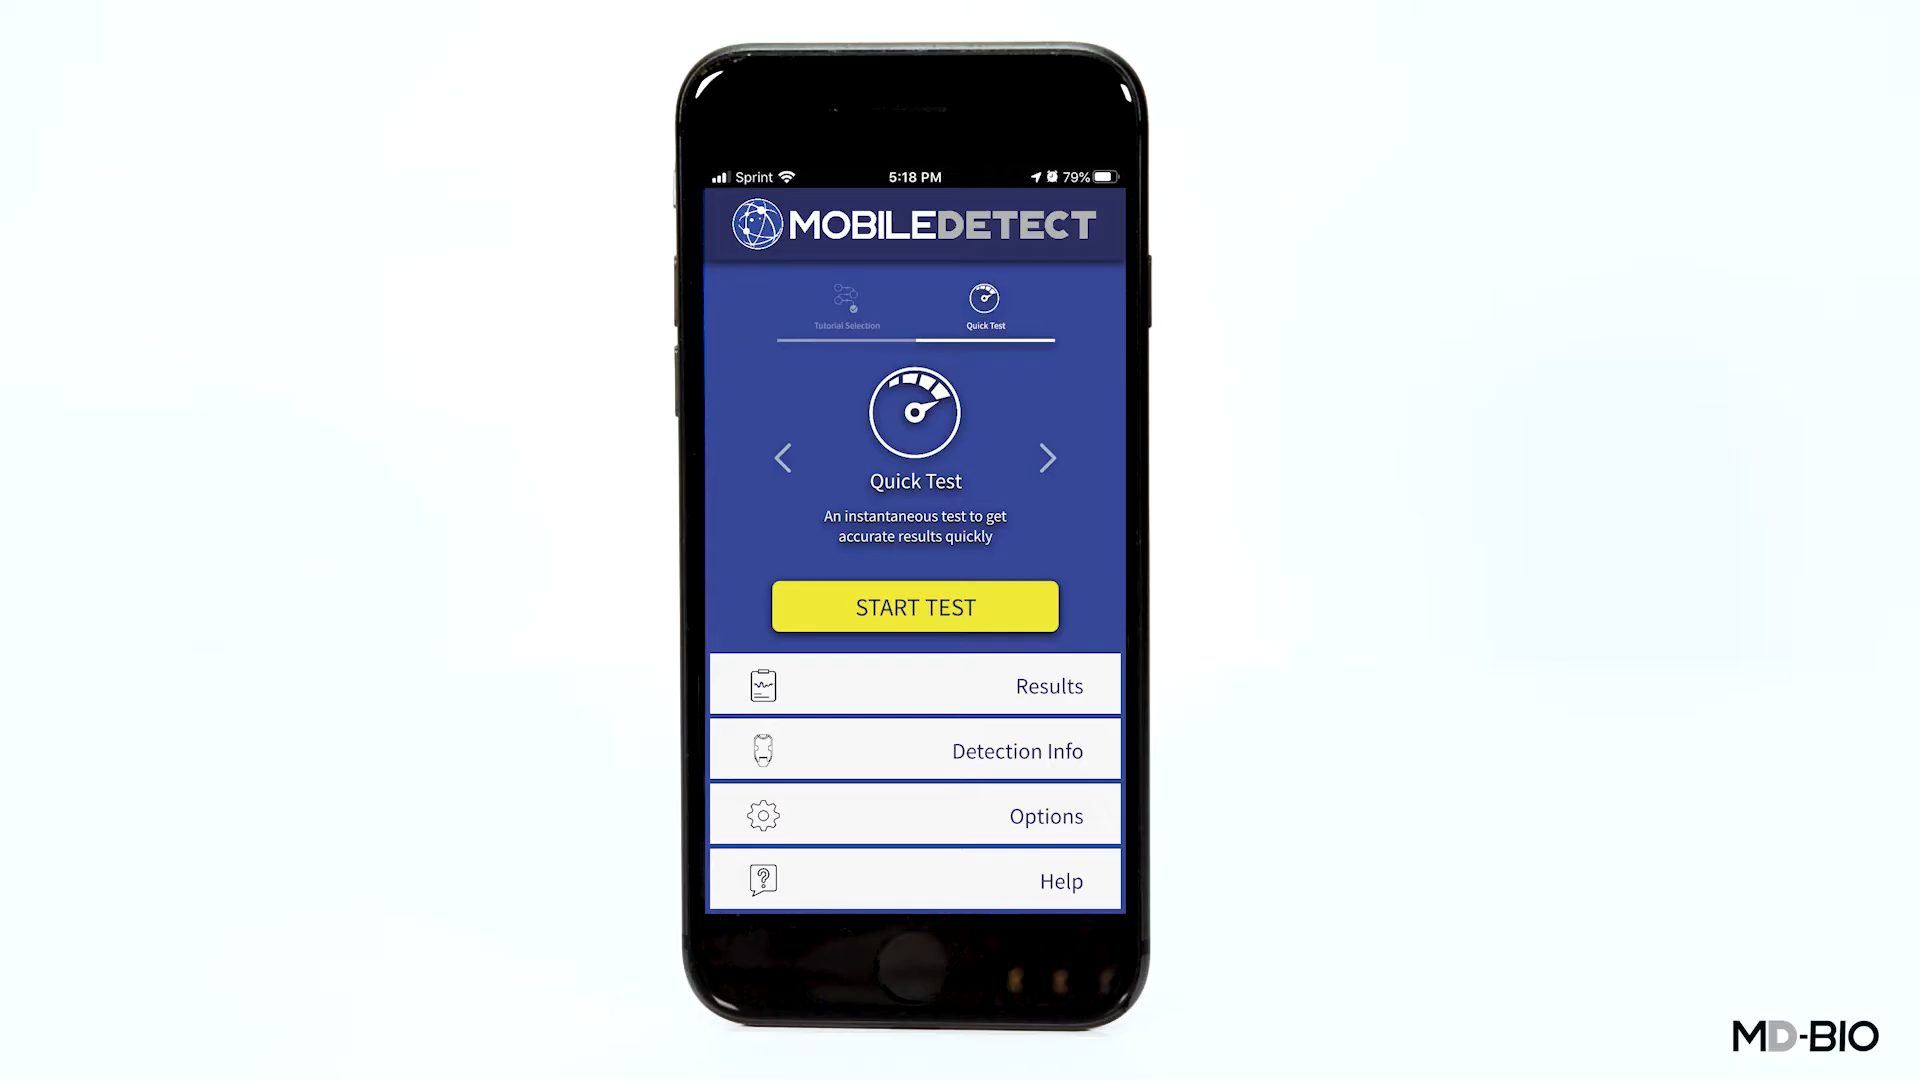 Sprint 5:18 PM 79%
MOBILEDETECT
Tutorial Selection Quick Test
Quick Test
An instantaneous test to get
accurate results quickly
START TEST
Results
Detection Info
Options
Help
MD-BIO